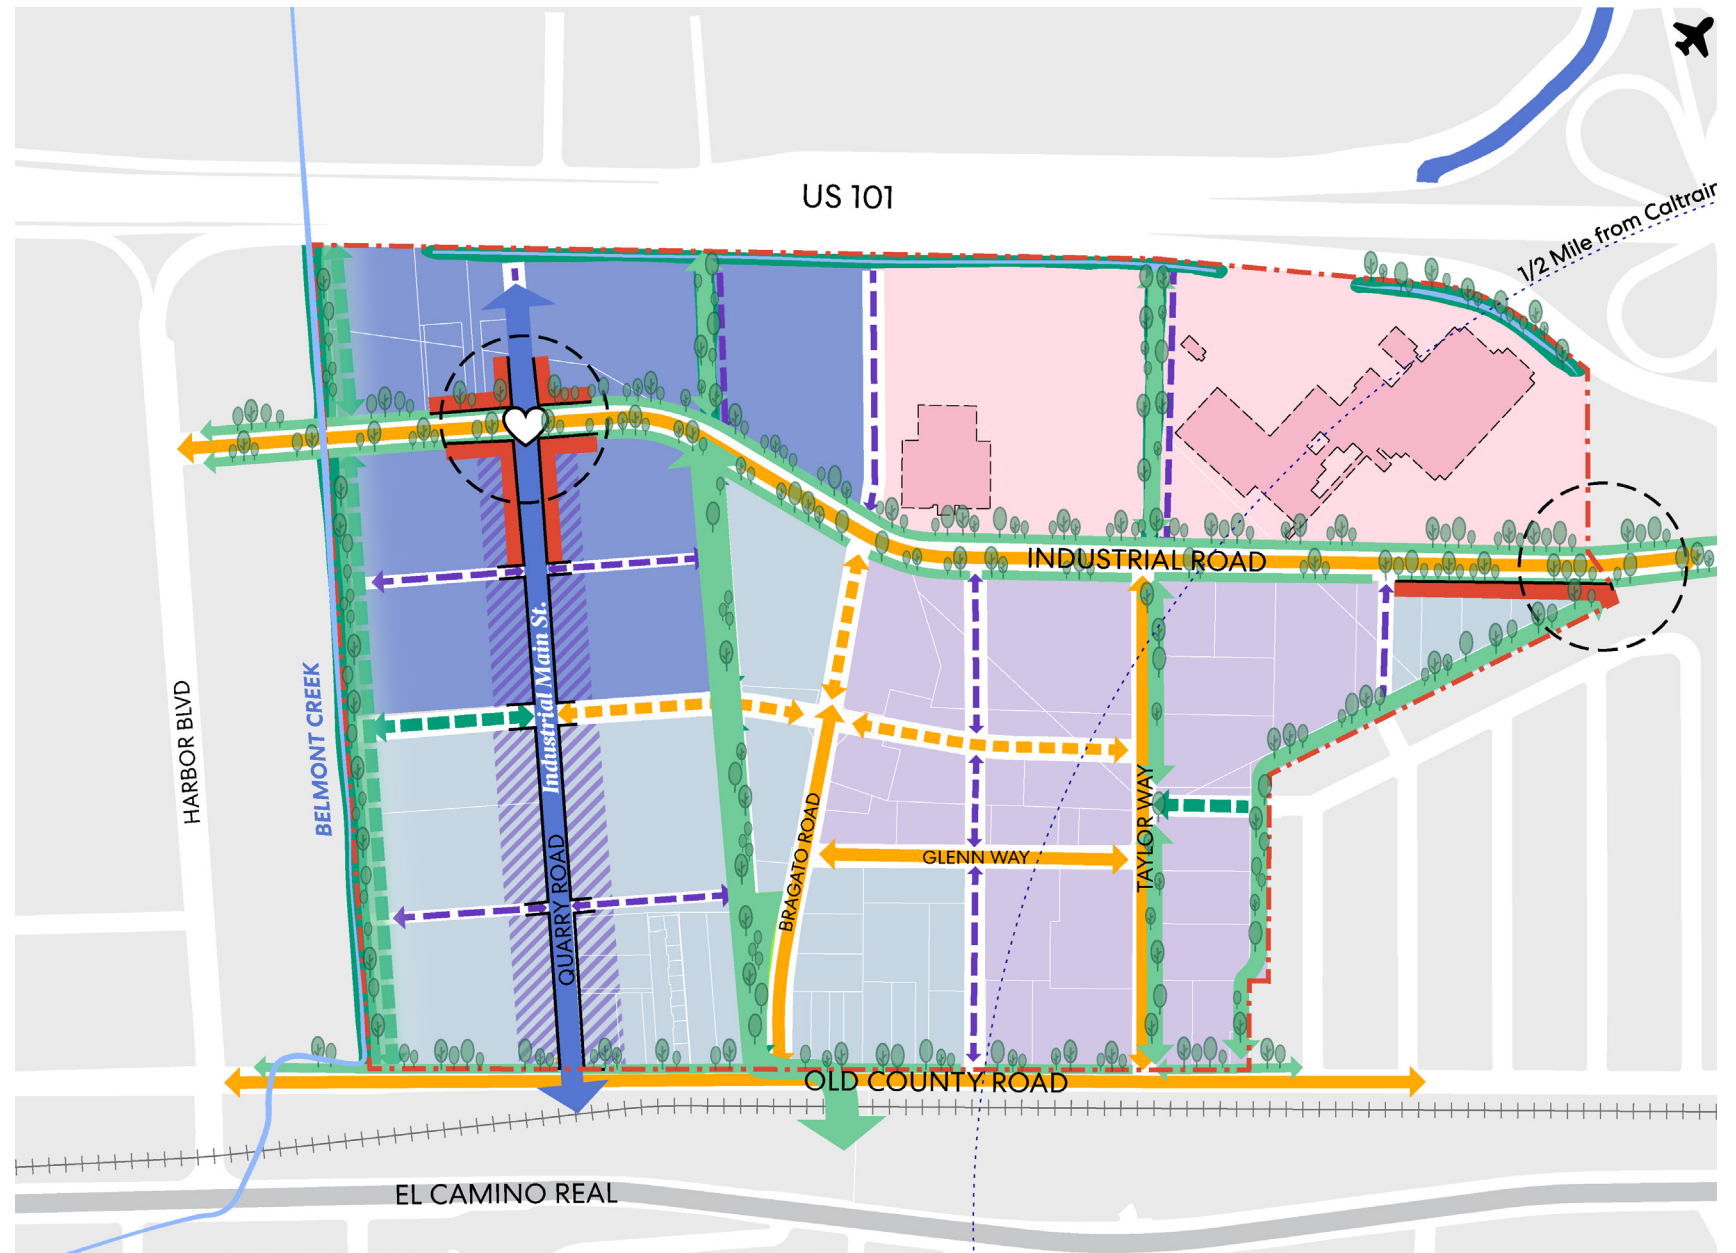 US 101
1/2 Mile from Caltrain
INDUSTRIAL ROAD
Industrial Main St.
BELMONT CREEK
HARBOR BLVD
QUARRY ROAD
BRAGATO ROAD
GLENN WAY
TAYLOR WAY
OLD COUNTY ROAD
EL CAMINO REAL